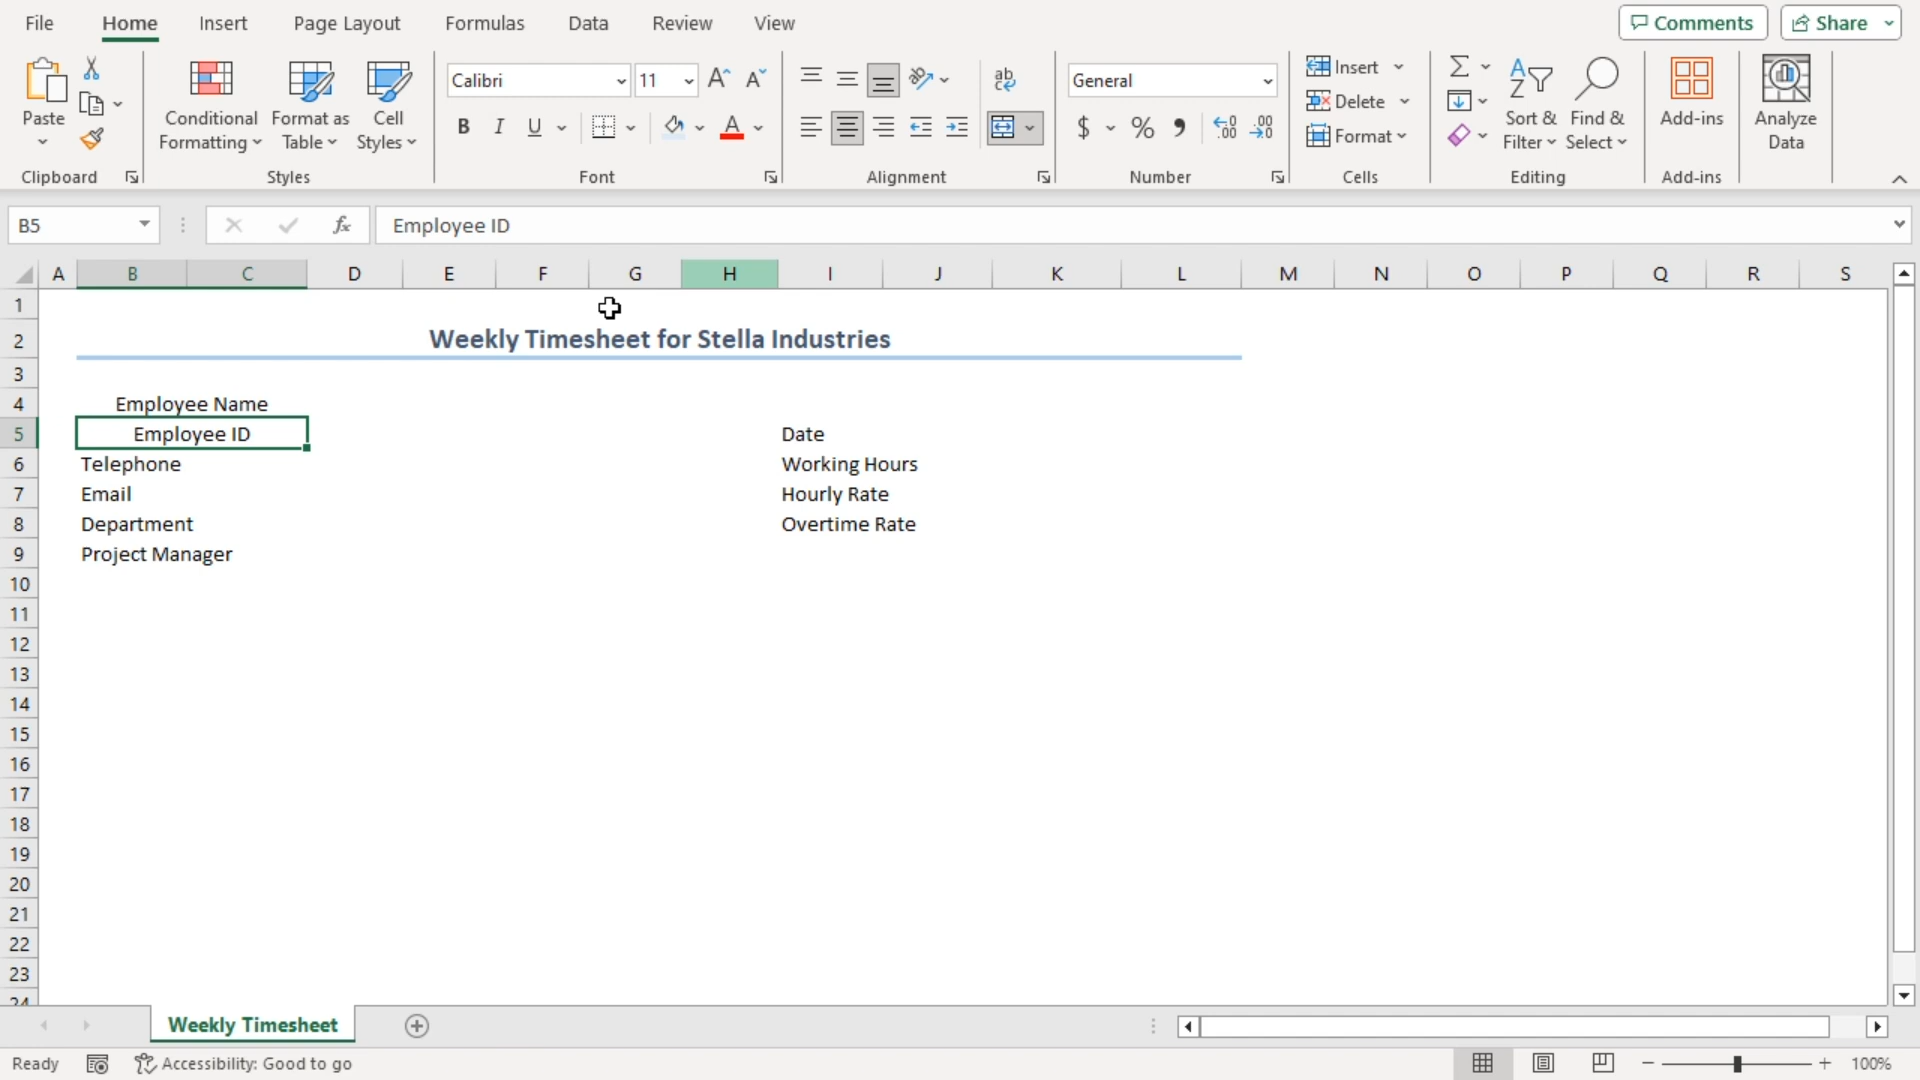 File Home Insert Page Layout Formulas Data Review View Comments Share
Calibri 11 General Insert
Paste Conditional Formatting Format as Table Cell Styles Delete Sort & Filter Find & Select Add-ins Analyze Data
B I U A $ % Format
Clipboard Styles Font Alignment Number Cells Editing Add-ins
B5 fx Employee ID
A B C D E F G H I J K L M N O P Q R S
1
2 Weekly Timesheet for Stella Industries
3
4 Employee Name
5 Employee ID Date
6 Telephone Working Hours
7 Email Hourly Rate
8 Department Overtime Rate
9 Project Manager
10
11
12
13
14
15
16
17
18
19
20
21
22
23
24
Weekly Timesheet
Ready Accessibility: Good to go 100%